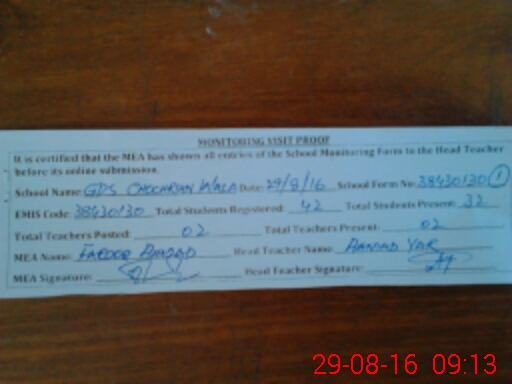 MONITORING VISIT PROOF
It is certified that the MEA has shown all entries of the School Monitoring Form to the Head Teacher
before its online submission.
School Name: GPS CHOCHRAN WALA Date: 29/8/16 School Form No: 38430130 (1)
EMIS Code: 38430130 Total Students Registered: 42 Total Students Present: 32
Total Teachers Posted: 02 Total Teachers Present: 02
MEA Name: Head Teacher Name: YAR
MEA Signature: Head Teacher Signature:
29-08-16 09:13